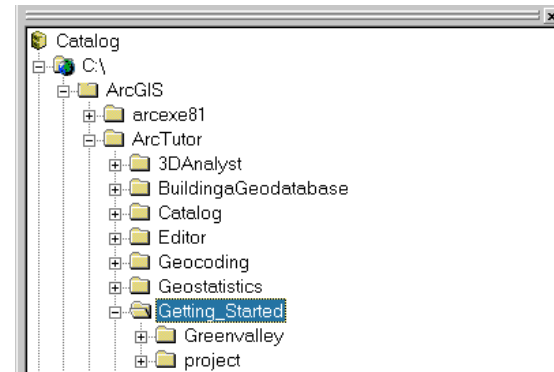 Catalog
C:\
ArcGIS
arcexe81
ArcTutor
3DAnalyst
BuildingaGeodatabase
Catalog
Editor
Geocoding
Geostatistics
Getting_Started
Greenvalley
project